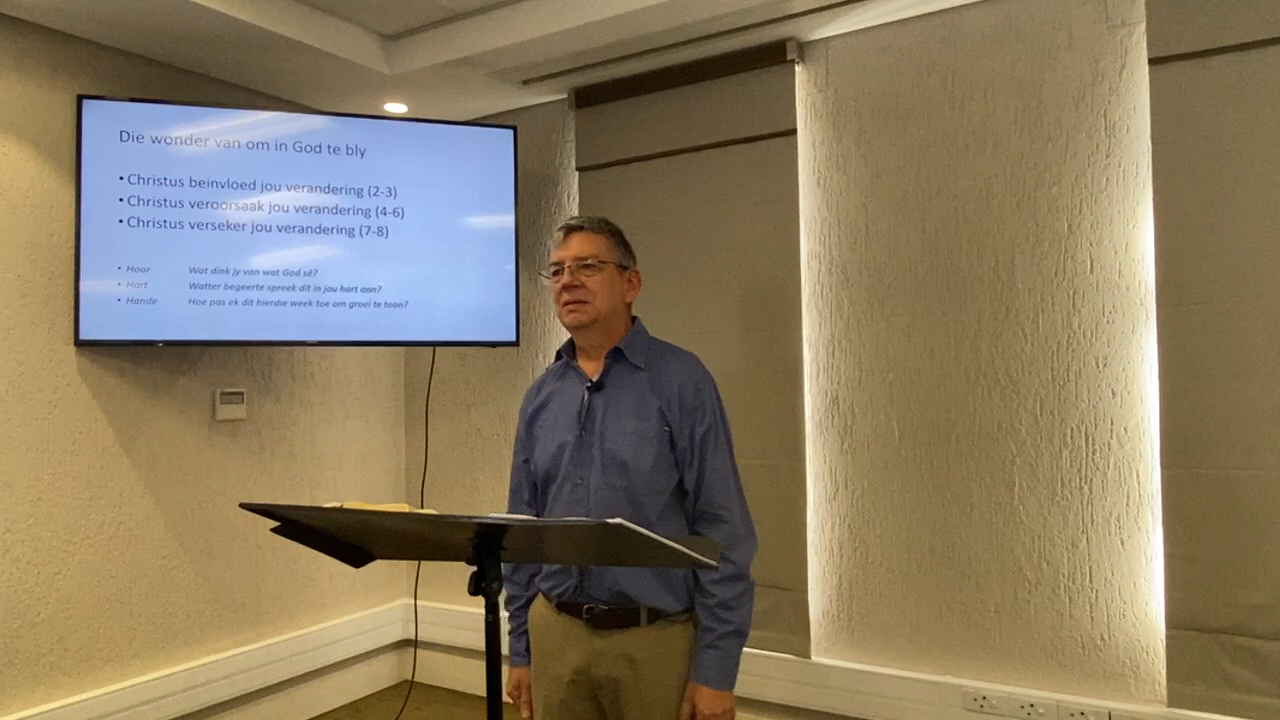 Die wonder van om in God te bly
• Christus beïnvloed jou verandering (2-3)
• Christus veroorsaak jou verandering (4-6)
• Christus verseker jou verandering (7-8)
• Hoor Wat dink jy van wat God sê?
• Hart Watter begeerte spreek dit in jou hart aan?
• Hande Hoe pas ek dit hierdie week toe om groei te toon?